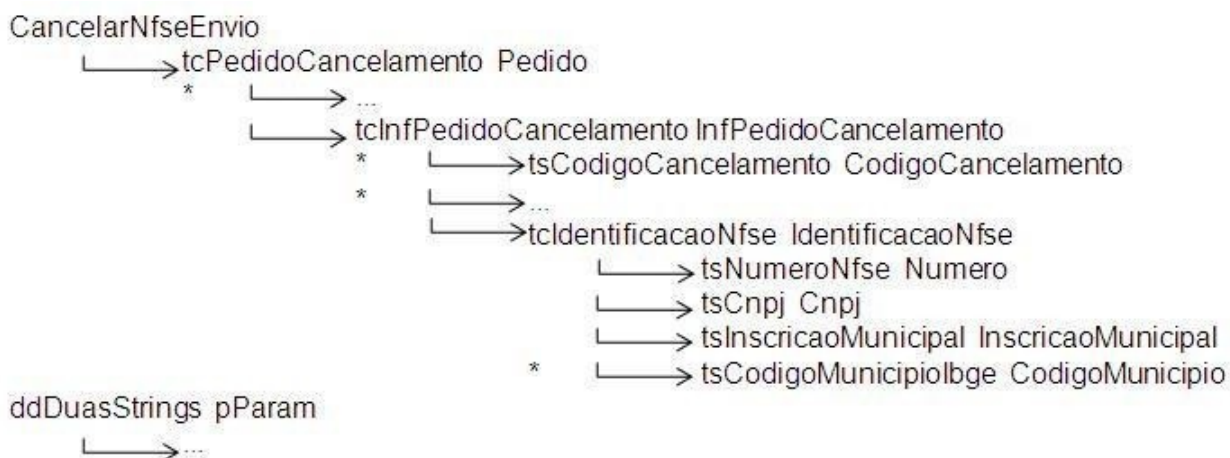 CancelarNfseEnvio
tcPedidoCancelamento Pedido
* ...
tcInfPedidoCancelamento InfPedidoCancelamento
* tsCodigoCancelamento CodigoCancelamento
* ...
tcIdentificacaoNfse IdentificacaoNfse
tsNumeroNfse Numero
tsCnpj Cnpj
tsInscricaoMunicipal InscricaoMunicipal
* tsCodigoMunicipioIbge CodigoMunicipio
ddDuasStrings pParam
...